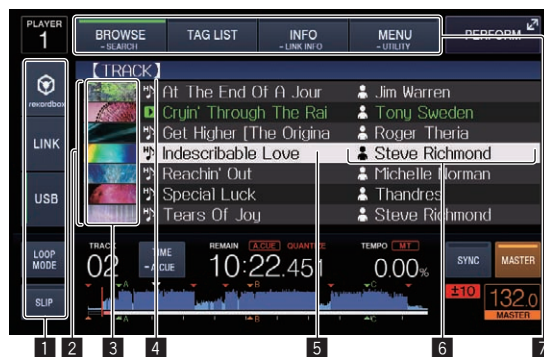 PLAYER
1
BROWSE
- SEARCH
TAG LIST
INFO
- LINK INFO
MENU
- UTILITY
PERFORM
rekordbox
LINK
USB
LOOP
MODE
SLIP
【TRACK】
At The End Of A Jour
Jim Warren
Cryin' Through The Rai
Tony Sweden
Get Higher [The Origina
Roger Theria
Indescribable Love
Steve Richmond
Reachin' Out
Michelle Norman
Special Luck
Thandres
Tears Of Joy
Steve Richmond
TRACK
02
TIME
- A.CUE
REMAIN
A.CUE
QUANTIZE
10:22.451
TEMPO
MT
0.00%
SYNC
MASTER
±10
132.0
MASTER
A
B
C
A
B
C
1
2
3
4
5
6
7